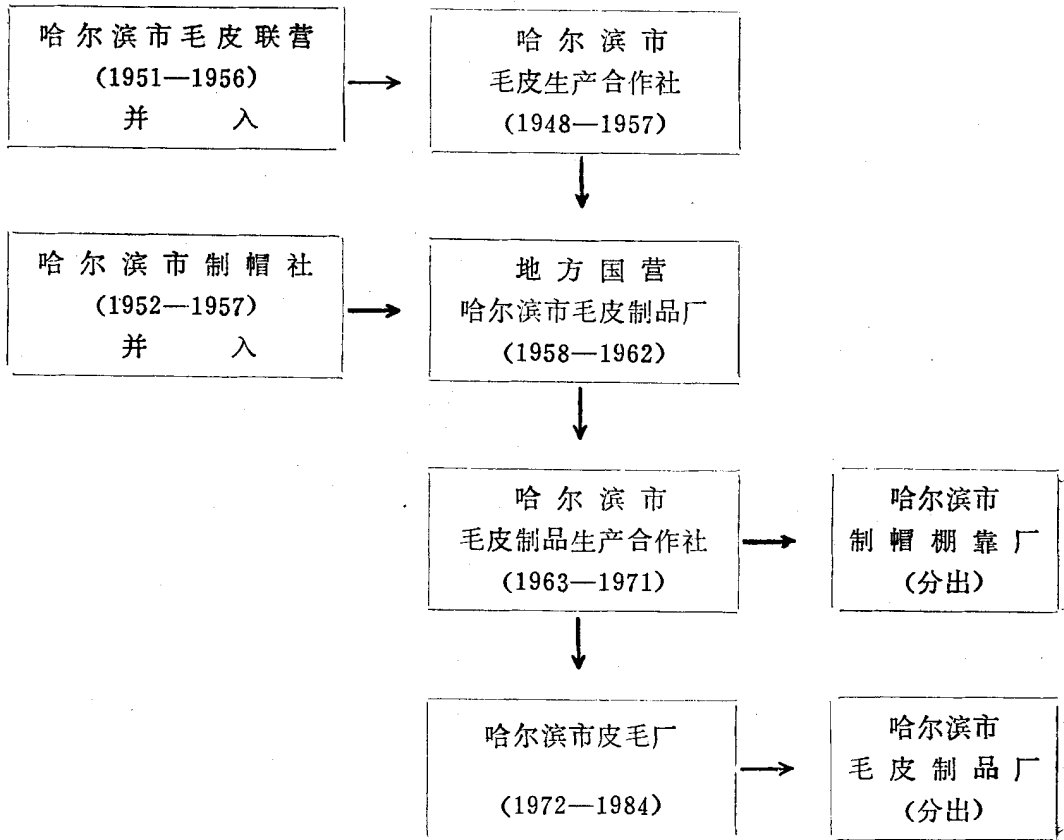 哈尔滨市毛皮联营
(1951—1956)
并 入
哈 尔 滨 市
毛皮生产合作社
(1948—1957)
哈尔滨市制帽社
(1952—1957)
并 入
地方国营
哈尔滨市毛皮制品厂
(1958—1962)
哈 尔 滨 市
毛皮制品生产合作社
(1963—1971)
哈尔滨市
制帽棚靠厂
(分出)
哈尔滨市皮毛厂
(1972—1984)
哈尔滨市
毛皮制品厂
(分出)